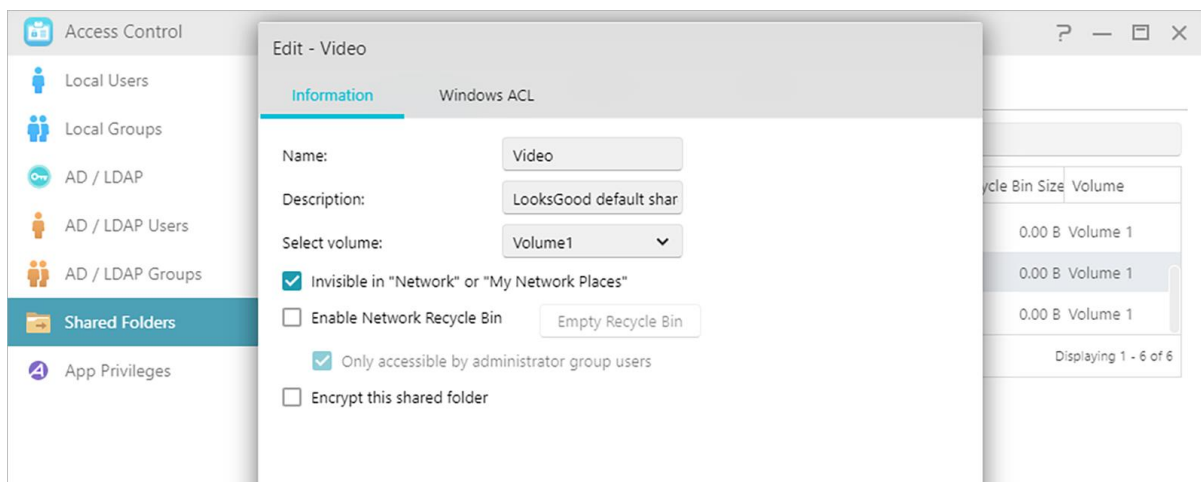 Access Control
Local Users
Local Groups
AD / LDAP
AD / LDAP Users
AD / LDAP Groups
Shared Folders
App Privileges
Edit - Video
Information Windows ACL
Name: Video
Description: LooksGood default shar
Select volume: Volume1
Invisible in "Network" or "My Network Places"
Enable Network Recycle Bin Empty Recycle Bin
Only accessible by administrator group users
Encrypt this shared folder
ycle Bin Size Volume
0.00 B Volume 1
0.00 B Volume 1
0.00 B Volume 1
Displaying 1 - 6 of 6